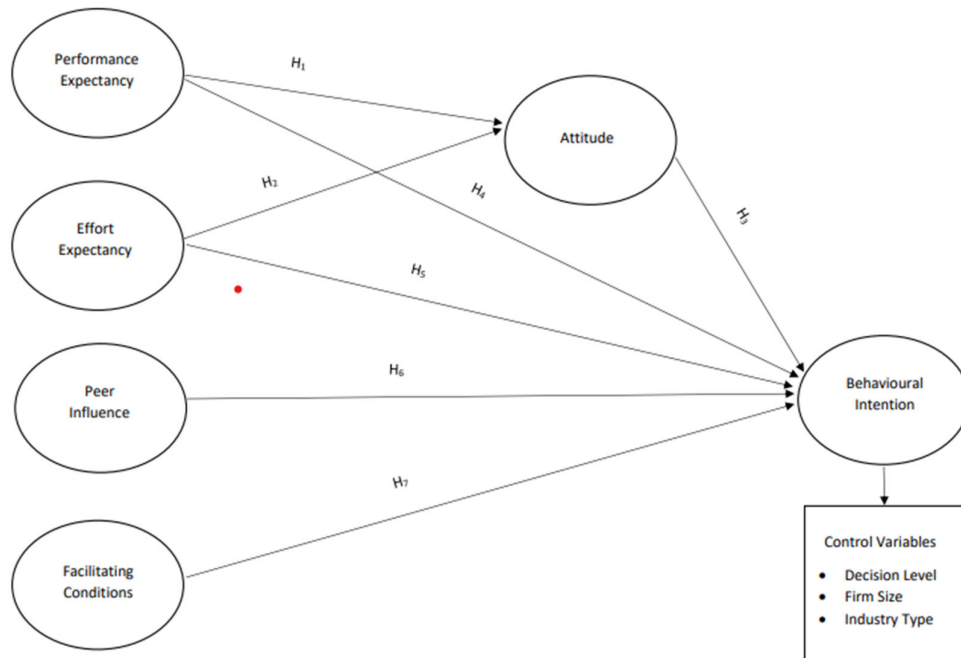 Performance
Expectancy
H₁
Attitude
H₂
H₄
H₃
Effort
Expectancy
H₅
Peer
Influence
H₆
Behavioural
Intention
H₇
Facilitating
Conditions
Control Variables
• Decision Level
• Firm Size
• Industry Type